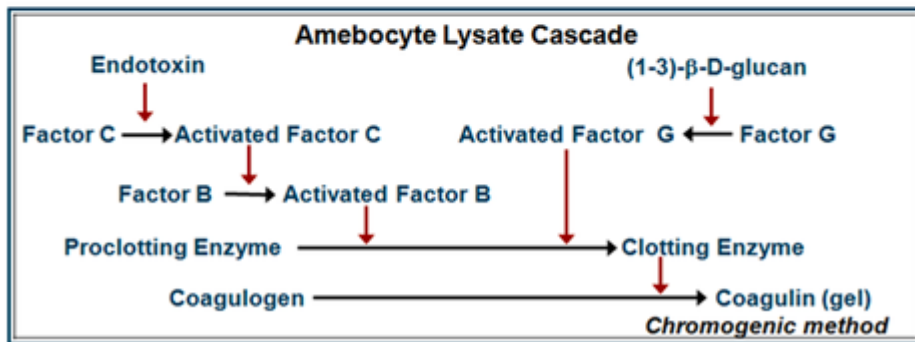 Amebocyte Lysate Cascade
Endotoxin (1-3)-β-D-glucan
Factor C Activated Factor C Activated Factor G Factor G
Factor B Activated Factor B
Proclotting Enzyme Clotting Enzyme
Coagulogen Coagulin (gel)
Chromogenic method